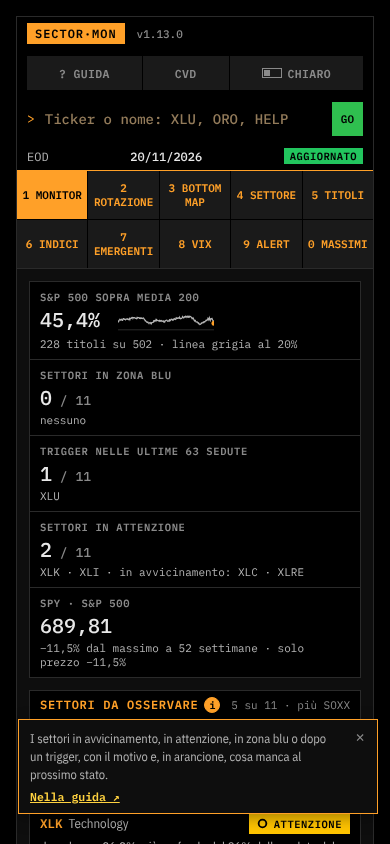 SECTOR·MON v1.13.0
? GUIDA CVD CHIARO
> Ticker o nome: XLU, ORO, HELP GO
EOD 20/11/2026 AGGIORNATO
1 MONITOR 2 ROTAZIONE 3 BOTTOM MAP 4 SETTORE 5 TITOLI
6 INDICI 7 EMERGENTI 8 VIX 9 ALERT 0 MASSIMI
S&P 500 SOPRA MEDIA 200
45,4%
228 titoli su 502 · linea grigia al 20%
SETTORI IN ZONA BLU
0 / 11
nessuno
TRIGGER NELLE ULTIME 63 SEDUTE
1 / 11
XLU
SETTORI IN ATTENZIONE
2 / 11
XLK · XLI · in avvicinamento: XLC · XLRE
SPY · S&P 500
689,81
−11,5% dal massimo a 52 settimane · solo
prezzo −11,5%
SETTORI DA OSSERVARE i 5 su 11 · più SOXX
I settori in avvicinamento, in attenzione, in zona blu o dopo ×
un trigger, con il motivo e, in arancione, cosa manca al
prossimo stato.
Nella guida ↗
XLK Technology ATTENZIONE